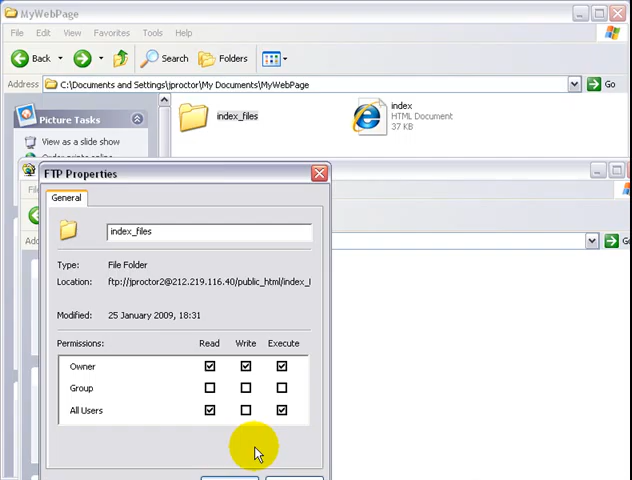 MyWebPage
File Edit View Favorites Tools Help
Back Search Folders
Address C:\Documents and Settings\jproctor\My Documents\MyWebPage Go
Picture Tasks
View as a slide show
index_files
index
HTML Document
37 KB
FTP Properties
General
index_files
Type: File Folder
Location: ftp://jproctor2@212.219.116.40/public_html/index_
Modified: 25 January 2009, 18:31
Permissions: Read Write Execute
Owner
Group
All Users